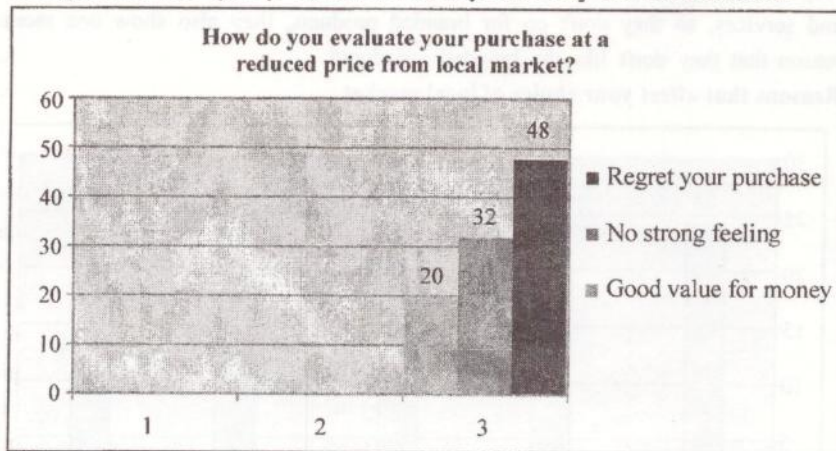 How do you evaluate your purchase at a
reduced price from local market?
60
50
40
30
20
10
0
20
32
48
1
2
3
Regret your purchase
No strong feeling
Good value for money